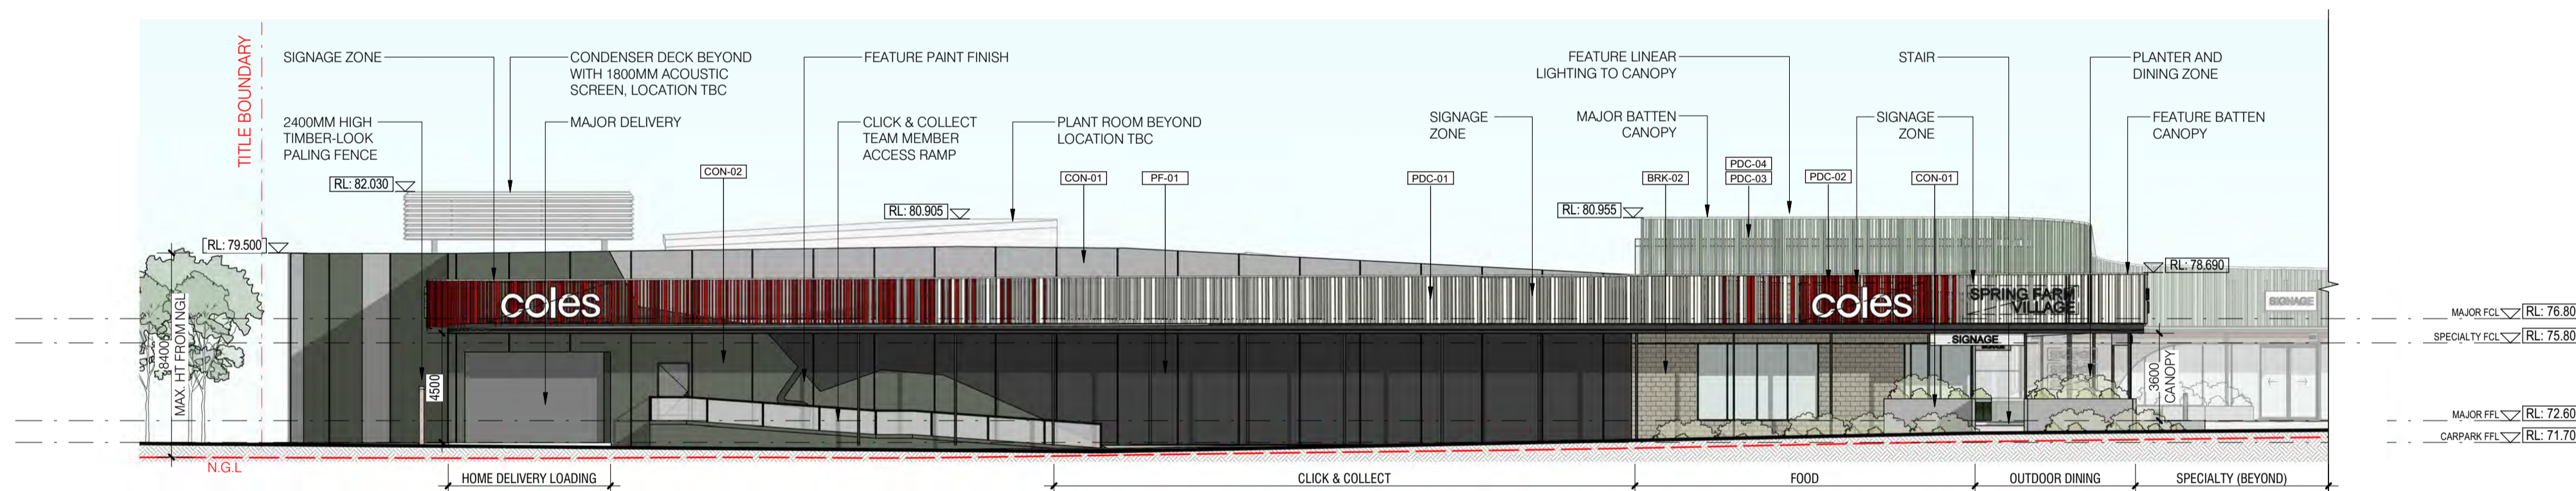 TITLE BOUNDARY
SIGNAGE ZONE
CONDENSER DECK BEYOND
WITH 1800MM ACOUSTIC
SCREEN, LOCATION TBC
FEATURE PAINT FINISH
FEATURE LINEAR
LIGHTING TO CANOPY
STAIR
PLANTER AND
DINING ZONE
2400MM HIGH
TIMBER-LOOK
PALING FENCE
MAJOR DELIVERY
CLICK & COLLECT
TEAM MEMBER
ACCESS RAMP
PLANT ROOM BEYOND
LOCATION TBC
SIGNAGE
ZONE
MAJOR BATTEN
CANOPY
SIGNAGE
ZONE
FEATURE BATTEN
CANOPY
RL: 82.030
CON-02
CON-01
PF-01
PDC-01
BRK-02
PDC-04
PDC-03
PDC-02
CON-01
RL: 80.905
RL: 80.955
RL: 79.500
RL: 78.690
coles
coles
SPRING FARM
VILLAGE
SIGNAGE
SIGNAGE
MAJOR FCL
RL: 76.80
SPECIALTY FCL
RL: 75.80
8400
MAX. HT FROM NGL
4500
3600
CANOPY
MAJOR FFL
RL: 72.60
CARPARK FFL
RL: 71.70
N.G.L
HOME DELIVERY LOADING
CLICK & COLLECT
FOOD
OUTDOOR DINING
SPECIALTY (BEYOND)